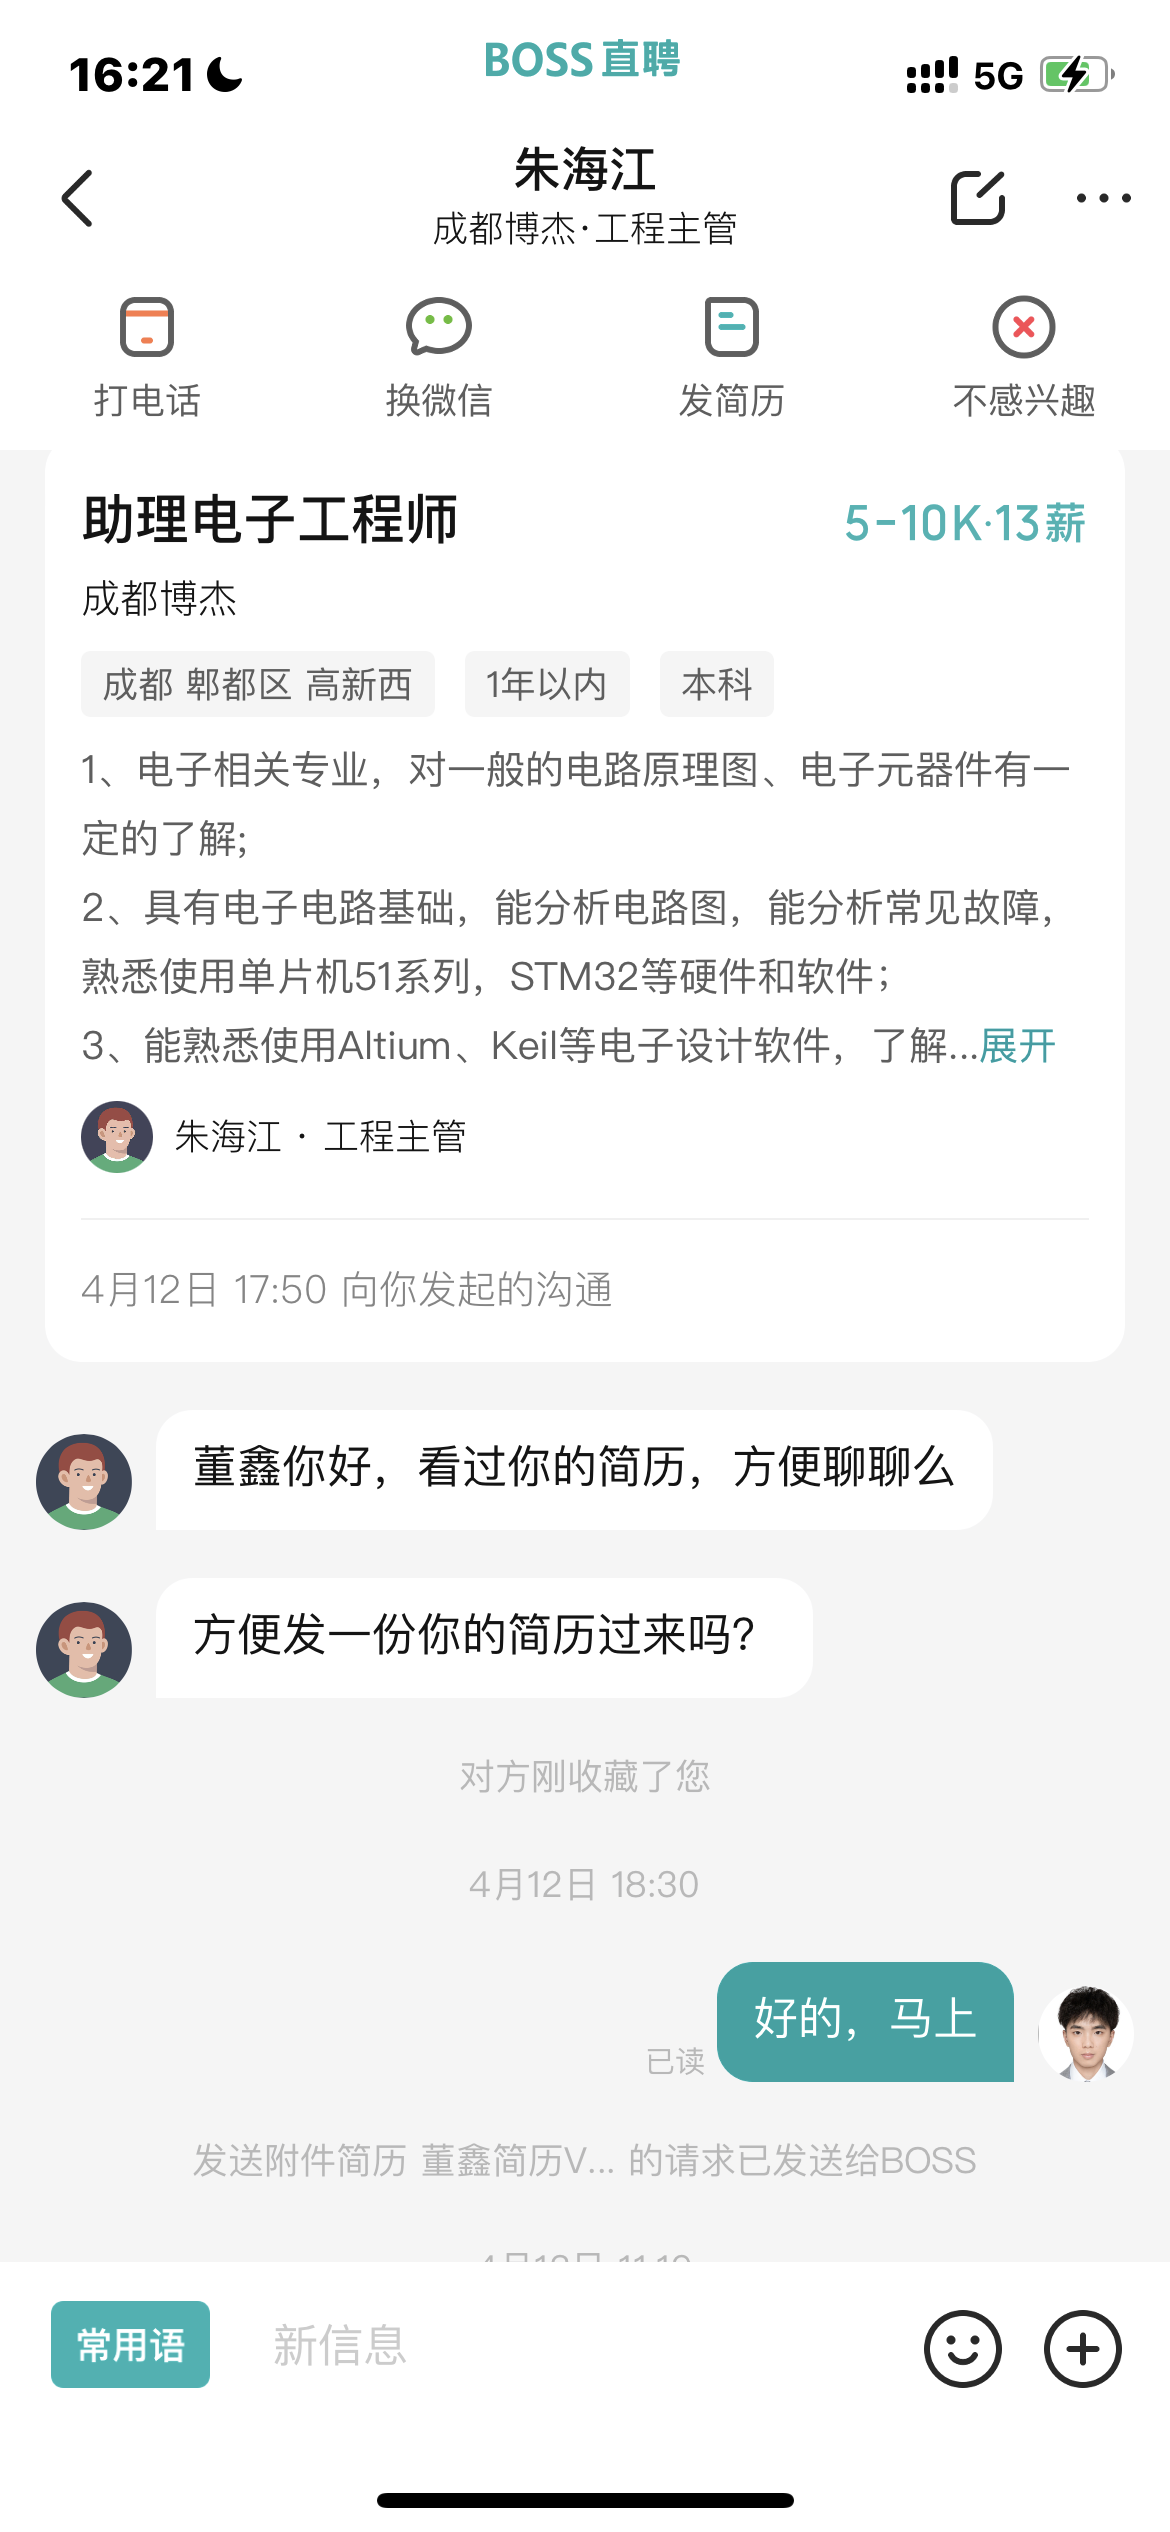 16:21
BOSS 直聘
5G
朱海江
成都博杰·工程主管
打电话
换微信
发简历
不感兴趣
助理电子工程师
5-10K·13薪
成都博杰
成都 郫都区 高新西
1年以内
本科
1、电子相关专业，对一般的电路原理图、电子元器件有一
定的了解;
2、具有电子电路基础，能分析电路图，能分析常见故障，
熟悉使用单片机51系列，STM32等硬件和软件；
3、能熟悉使用Altium、Keil等电子设计软件，了解...展开
朱海江 · 工程主管
4月12日 17:50 向你发起的沟通
董鑫你好，看过你的简历，方便聊聊么
方便发一份你的简历过来吗?
对方刚收藏了您
4月12日 18:30
好的，马上
已读
发送附件简历 董鑫简历V... 的请求已发送给BOSS
常用语
新信息